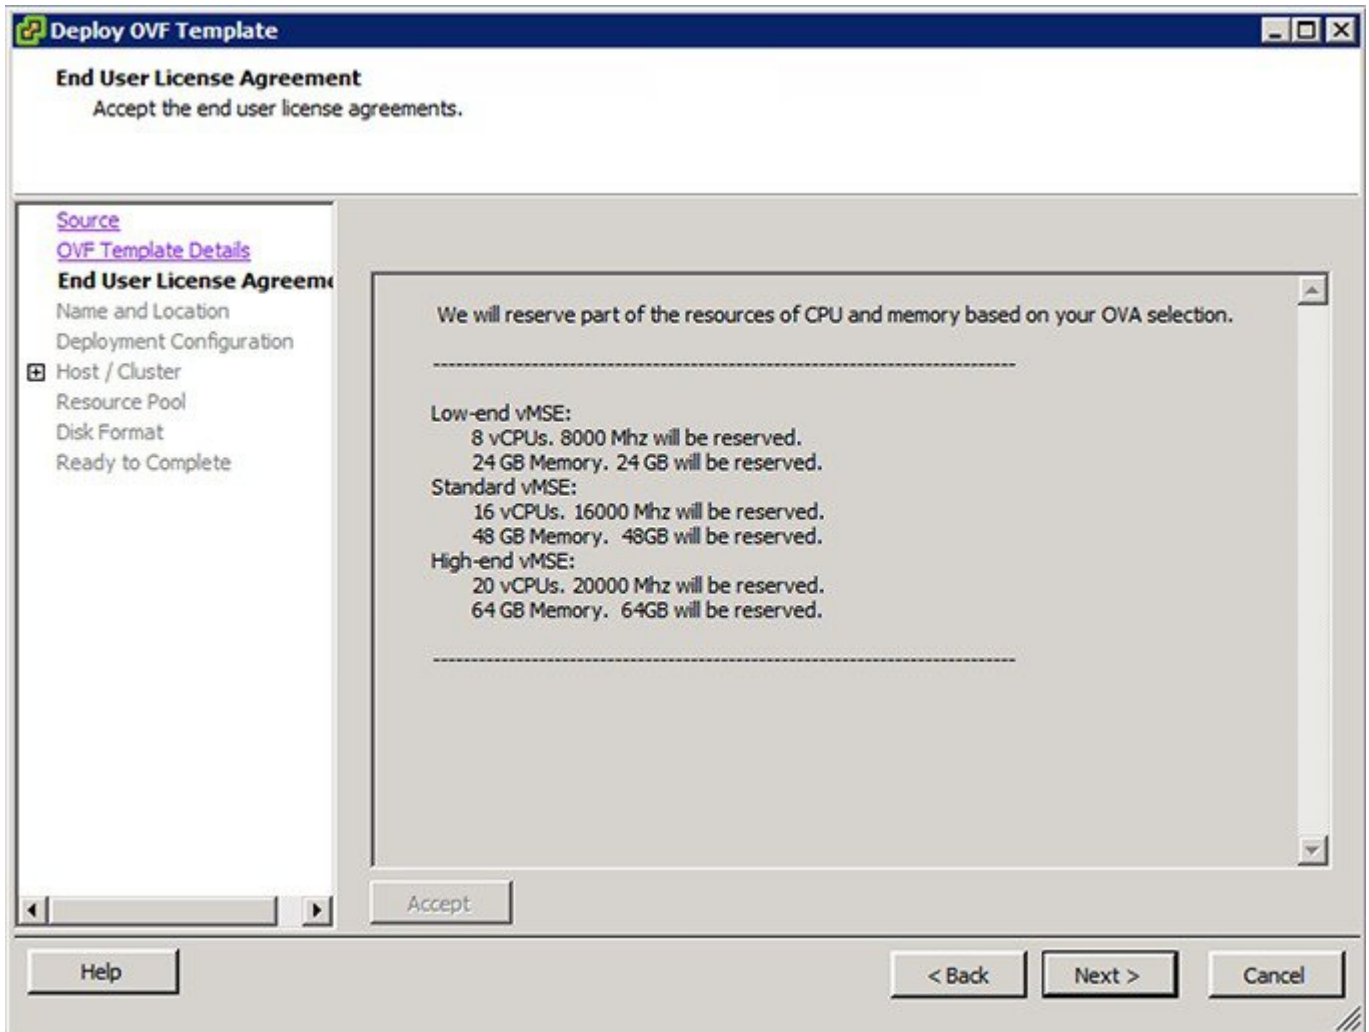 Deploy OVF Template
End User License Agreement
Accept the end user license agreements.
Source
OVF Template Details
End User License Agreeme
Name and Location
Deployment Configuration
Host / Cluster
Resource Pool
Disk Format
Ready to Complete
We will reserve part of the resources of CPU and memory based on your OVA selection.
--------------------------------------------------------------------------------
Low-end vMSE:
8 vCPUs. 8000 Mhz will be reserved.
24 GB Memory. 24 GB will be reserved.
Standard vMSE:
16 vCPUs. 16000 Mhz will be reserved.
48 GB Memory.  48GB will be reserved.
High-end vMSE:
20 vCPUs. 20000 Mhz will be reserved.
64 GB Memory.  64GB will be reserved.
--------------------------------------------------------------------------------
Accept
Help
< Back
Next >
Cancel